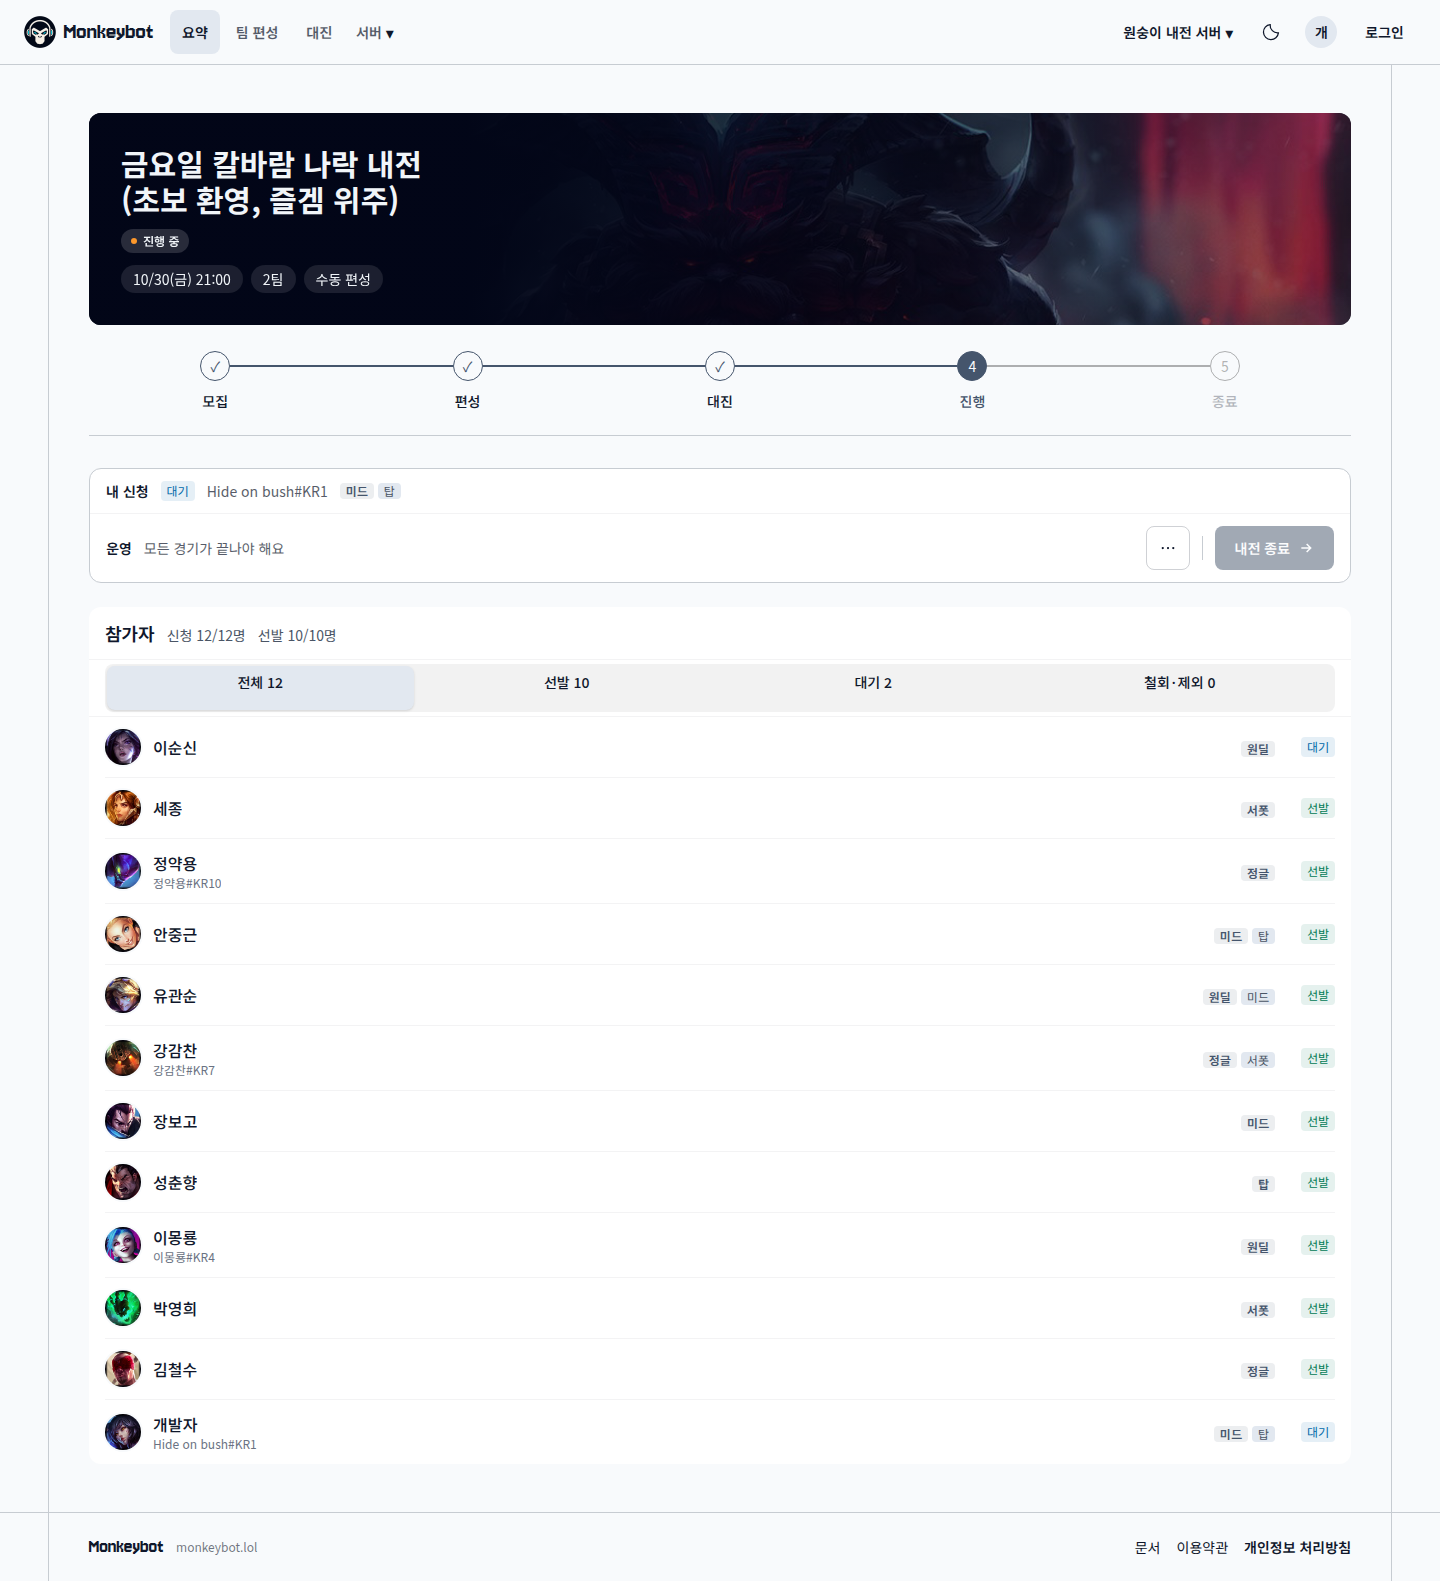 Monkeybot
요약
팀 편성
대진
서버 ▾
원숭이 내전 서버 ▾
개
로그인
금요일 칼바람 나락 내전
(초보 환영, 즐겜 위주)
진행 중
10/30(금) 21:00
2팀
수동 편성
✓
✓
✓
4
5
모집
편성
대진
진행
종료
내 신청 대기 Hide on bush#KR1 미드 탑
운영 모든 경기가 끝나야 해요
⋯
내전 종료 →
참가자 신청 12/12명 선발 10/10명
전체 12
선발 10
대기 2
철회·제외 0
이순신 원딜 대기
세종 서폿 선발
정약용 정글 선발
정약용#KR10
안중근 미드 탑 선발
유관순 원딜 미드 선발
강감찬 정글 서폿 선발
강감찬#KR7
장보고 미드 선발
성춘향 탑 선발
이몽룡 원딜 선발
이몽룡#KR4
박영희 서폿 선발
김철수 정글 선발
개발자 미드 탑 대기
Hide on bush#KR1
Monkeybot monkeybot.lol
문서 이용약관 개인정보 처리방침